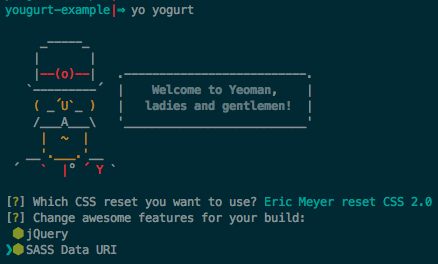 yougurt-example|⇒ yo yogurt
Welcome to Yeoman,
ladies and gentlemen!
[?] Which CSS reset you want to use? Eric Meyer reset CSS 2.0
[?] Change awesome features for your build:
⬢jQuery
❯⬢SASS Data URI